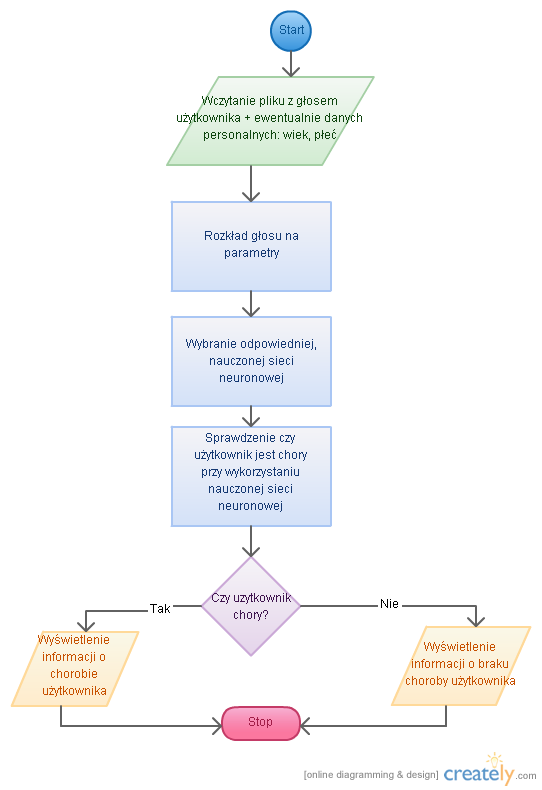 Start
Wczytanie pliku z głosem
użytkownika + ewentualnie danych
personalnych: wiek, płeć
Rozkład głosu na
parametry
Wybranie odpowiedniej,
nauczonej sieci
neuronowej
Sprawdzenie czy
użytkownik jest chory
przy wykorzystaniu
nauczonej sieci
neuronowej
Czy uzytkownik
chory?
Tak
Nie
Wyświetlenie
informacji o
chorobie
użytkownika
Wyświetlenie
informacji o braku
choroby użytkownika
Stop
[online diagramming & design] creately.com